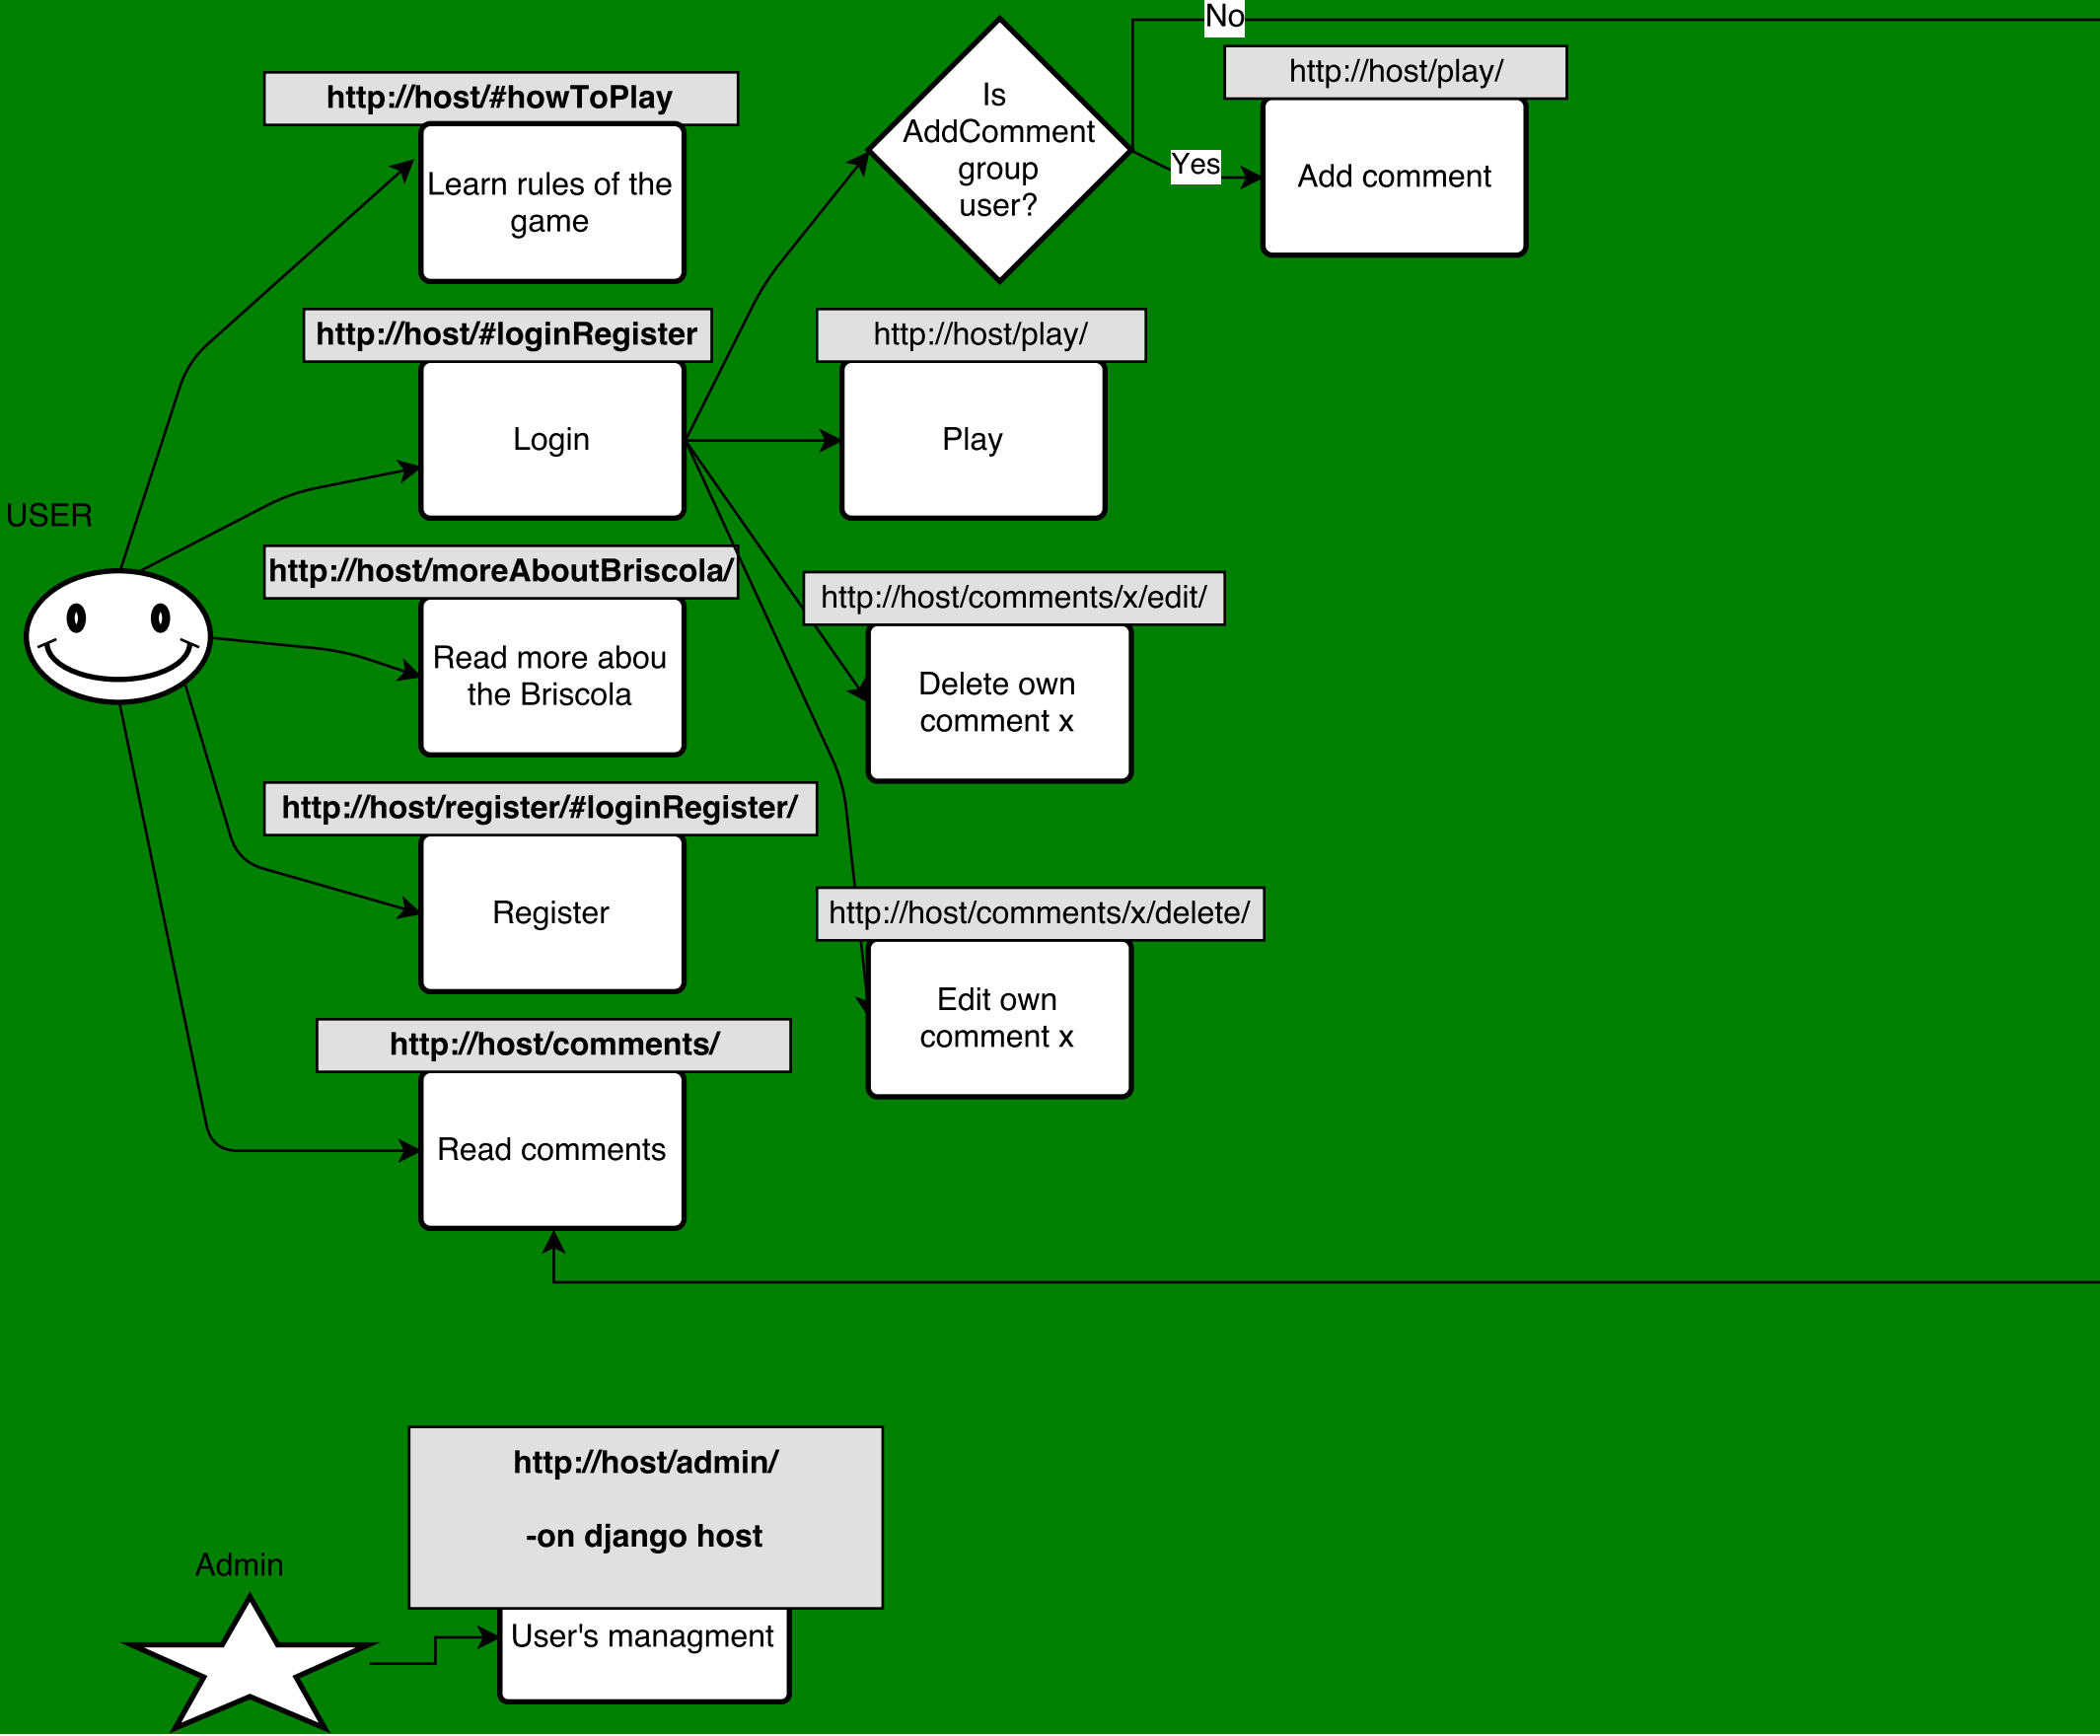 No
http://host/play/
Add comment
Is
AddComment
group
user?
Yes
http://host/#howToPlay
Learn rules of the
game
http://host/#loginRegister
Login
http://host/play/
Play
USER
http://host/moreAboutBriscola/
Read more abou
the Briscola
http://host/comments/x/edit/
Delete own
comment x
http://host/register/#loginRegister/
Register
http://host/comments/x/delete/
Edit own
comment x
http://host/comments/
Read comments
http://host/admin/
-on django host
Admin
User's managment